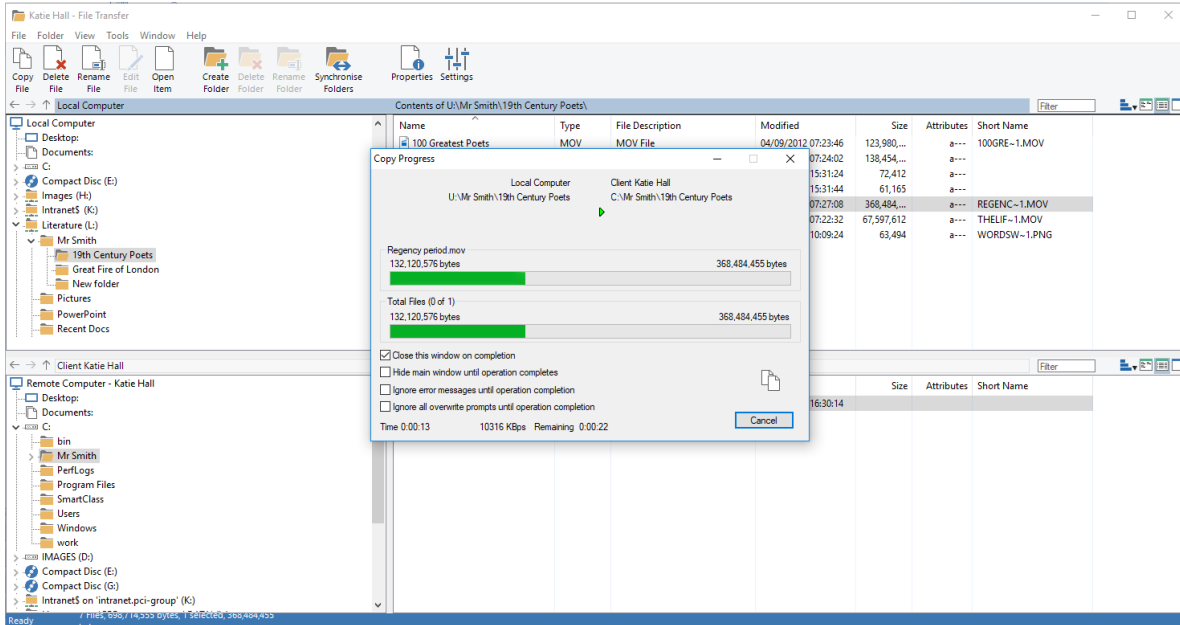 Katie Hall - File Transfer
File Folder View Tools Window Help
Copy File Delete File Rename File Edit File Open Item Create Folder Delete Folder Rename Folder Synchronise Folders Properties Settings
Local Computer Contents of U:\Mr Smith\19th Century Poets\ Filter
Local Computer
Desktop:
Documents:
C:
Compact Disc (E:)
Images (H:)
Intranet$ (K:)
Literature (L:)
Mr Smith
19th Century Poets
Great Fire of London
New folder
Pictures
PowerPoint
Recent Docs
Name Type File Description Modified Size Attributes Short Name
100 Greatest Poets MOV MOV File 04/09/2012 07:23:46 123,980,... a--- 100GRE~1.MOV
07:24:02 138,454,... a---
15:31:24 72,412 a---
15:31:44 61,165 a---
07:27:08 368,484,... a--- REGENC~1.MOV
07:22:32 67,597,612 a--- THELIF~1.MOV
10:09:24 63,494 a--- WORDSW~1.PNG
Copy Progress
Local Computer Client Katie Hall
U:\Mr Smith\19th Century Poets C:\Mr Smith\19th Century Poets
Regency period.mov
132,120,576 bytes 368,484,455 bytes
Total Files (0 of 1)
132,120,576 bytes 368,484,455 bytes
Close this window on completion
Hide main window until operation completes
Ignore error messages until operation completion
Ignore all overwrite prompts until operation completion
Cancel
Time 0:00:13 10316 KBps Remaining 0:00:22
Client Katie Hall Filter
Remote Computer - Katie Hall
Desktop:
Documents:
C:
bin
Mr Smith
PerfLogs
Program Files
SmartClass
Users
Windows
work
IMAGES (D:)
Compact Disc (E:)
Compact Disc (G:)
Intranet$ on 'intranet.pci-group' (K:)
Size Attributes Short Name
16:30:14
Ready 7 Files, 698,714,555 bytes, 1 selected, 368,484,455